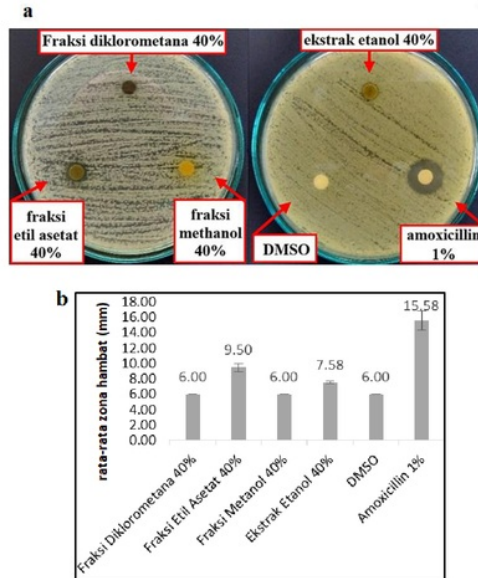 a
Fraksi diklorometana 40%
ekstrak etanol 40%
fraksi
etil asetat
40%
fraksi
methanol
40%
DMSO
amoxicillin
1%
b
rata-rata zona hambat (mm)
18.00
16.00
14.00
12.00
10.00
8.00
6.00
4.00
2.00
0.00
6.00
9.50
6.00
7.58
6.00
15.58
Fraksi Diklorometana 40%
Fraksi Etil Asetat 40%
Fraksi Metanol 40%
Ekstrak Etanol 40%
DMSO
Amoxicillin 1%